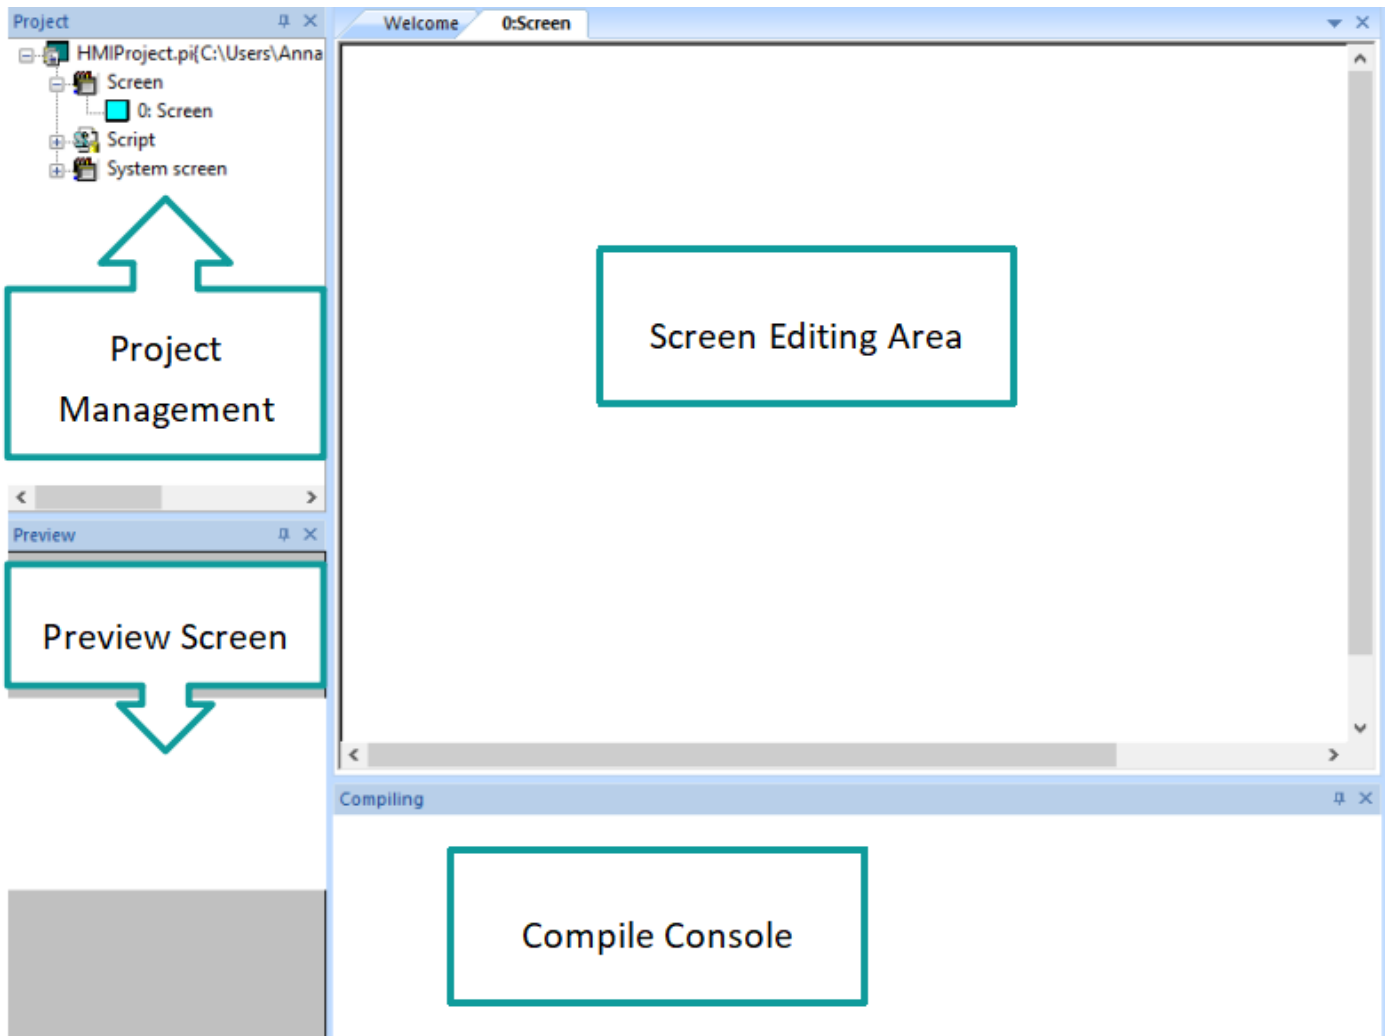 Project
HMIProject.pi{C:\Users\Anna
Screen
0: Screen
Script
System screen
Project
Management
Preview
Preview Screen
Welcome
0:Screen
Screen Editing Area
Compiling
Compile Console